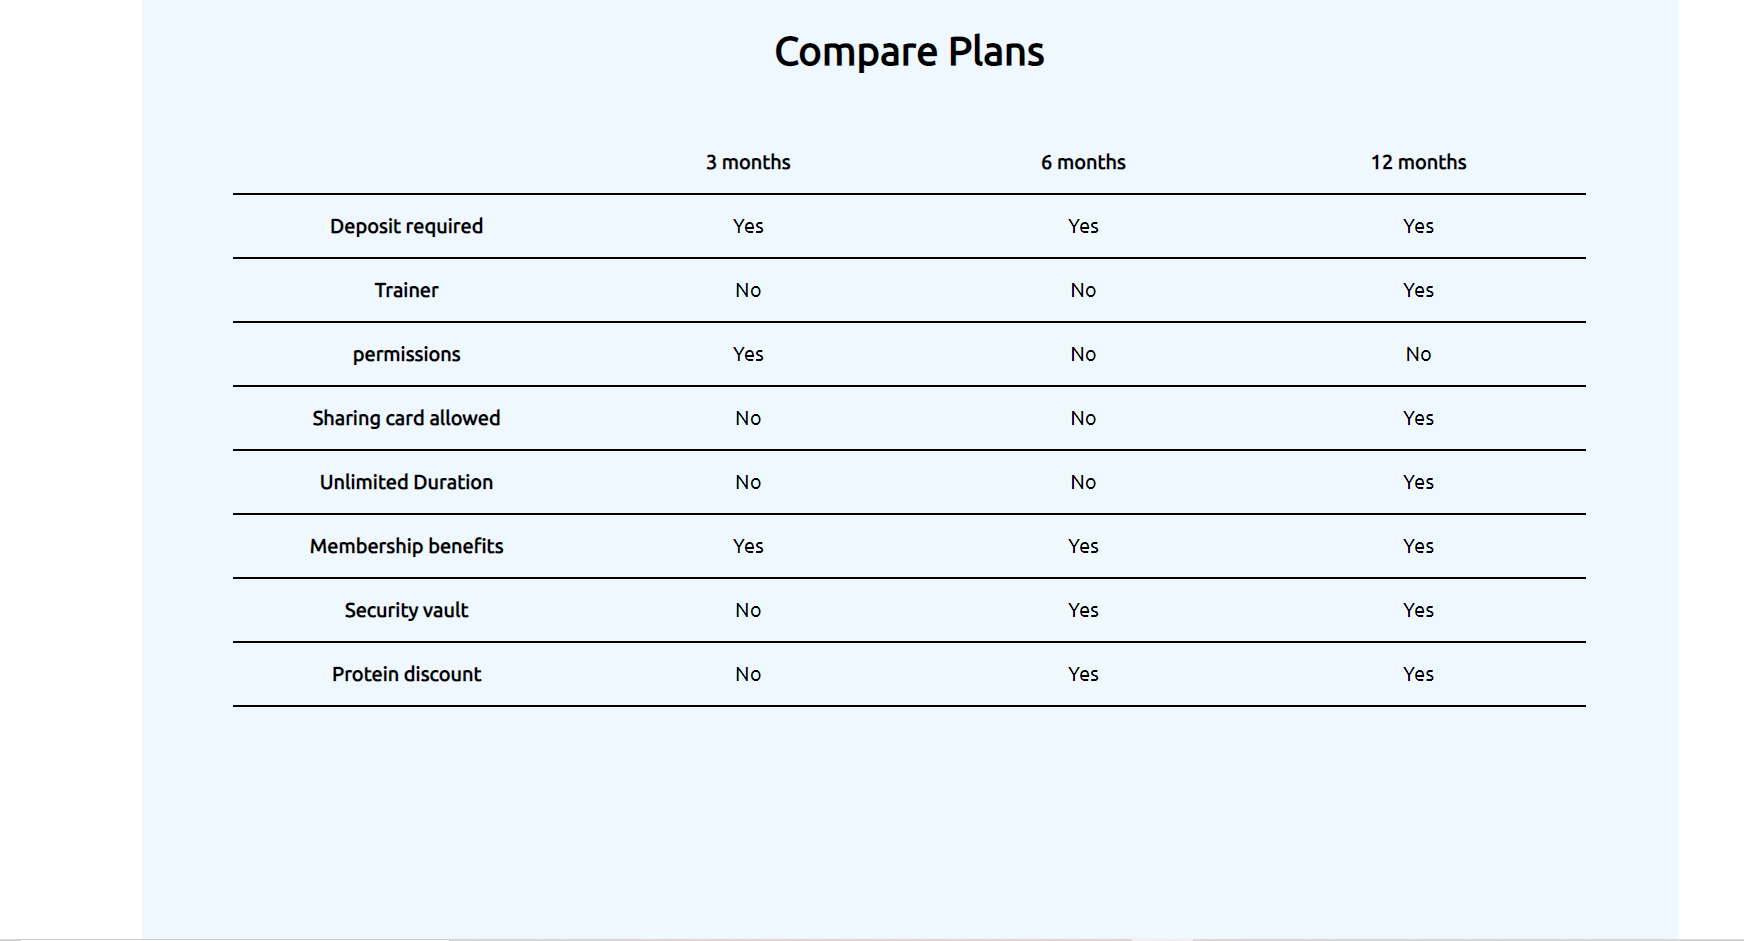 Compare Plans
3 months 6 months 12 months
Deposit required Yes Yes Yes
Trainer No No Yes
permissions Yes No No
Sharing card allowed No No Yes
Unlimited Duration No No Yes
Membership benefits Yes Yes Yes
Security vault No Yes Yes
Protein discount No Yes Yes